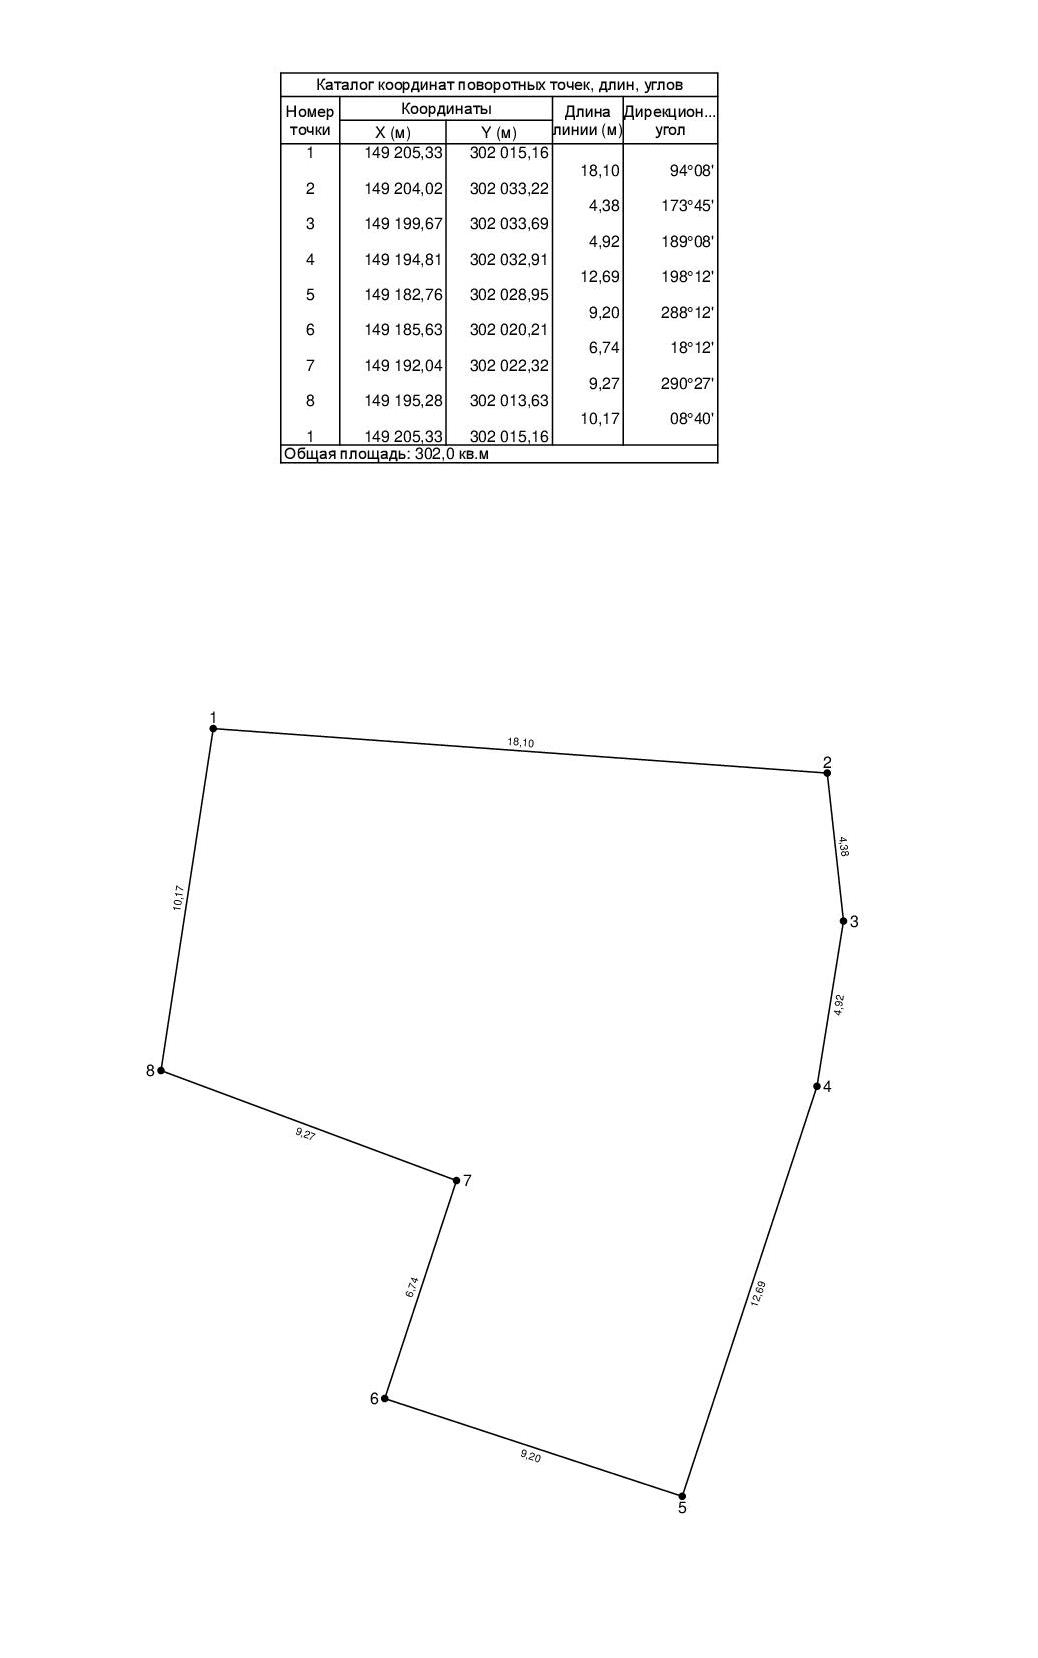 Каталог координат поворотных точек, длин, углов
Номер точки Координаты Длина линии (м) Дирекцион... угол
X (м) Y (м)
1 149 205,33 302 015,16
18,10 94°08'
2 149 204,02 302 033,22
4,38 173°45'
3 149 199,67 302 033,69
4,92 189°08'
4 149 194,81 302 032,91
12,69 198°12'
5 149 182,76 302 028,95
9,20 288°12'
6 149 185,63 302 020,21
6,74 18°12'
7 149 192,04 302 022,32
9,27 290°27'
8 149 195,28 302 013,63
10,17 08°40'
1 149 205,33 302 015,16
Общая площадь: 302,0 кв.м
1
18,10
2
4,38
3
10,17
4,92
8
4
9,27
7
6,74
12,69
6
9,20
5